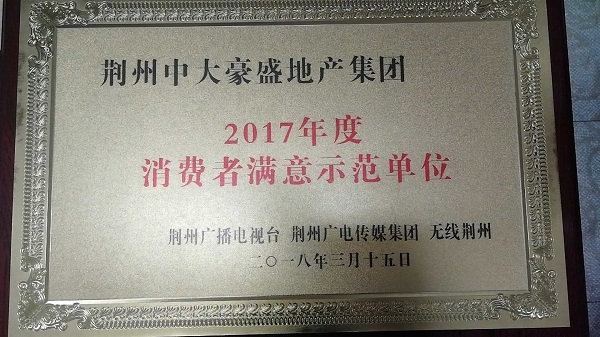 荆州中大豪盛地产集团
2017年度
消费者满意示范单位
荆州广播电视台 荆州广电传媒集团 无线荆州
二〇一八年三月十五日